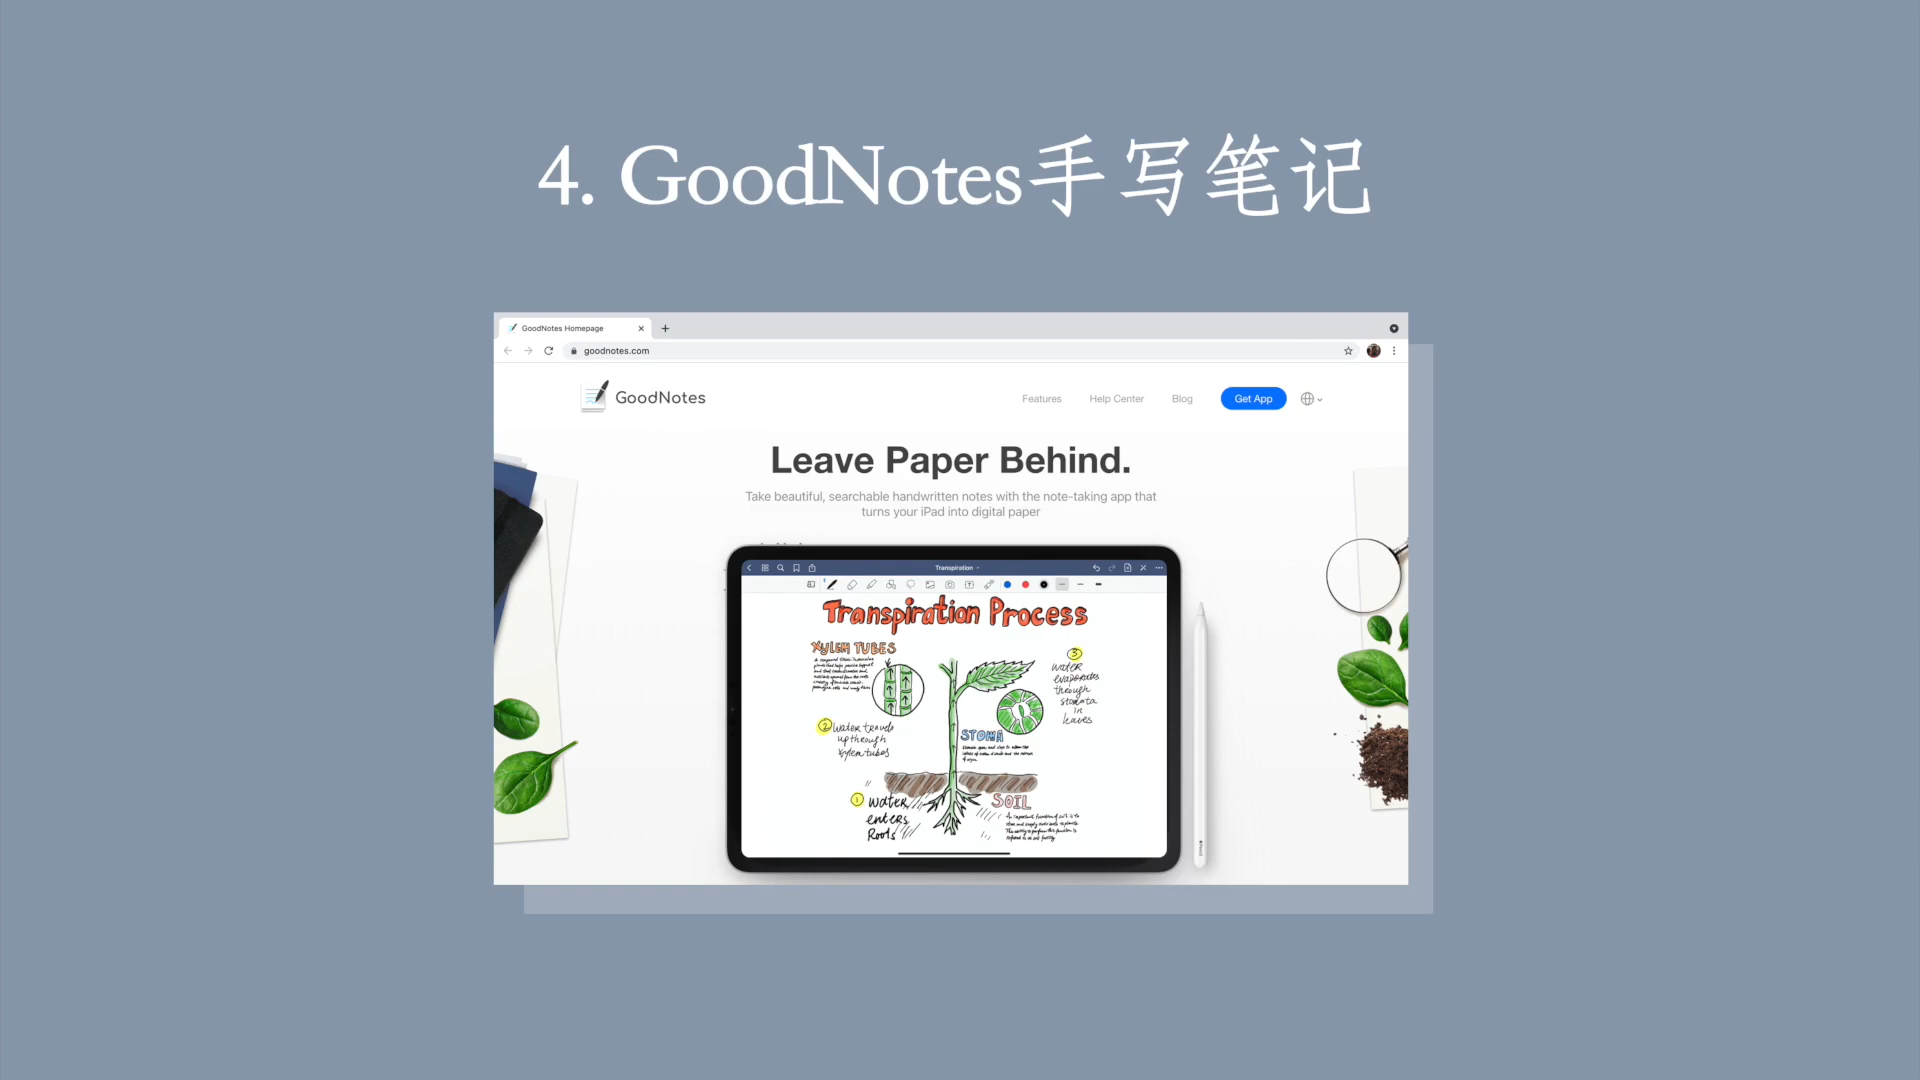 4. GoodNotes手写笔记
GoodNotes Homepage
goodnotes.com
GoodNotes
Features
Help Center
Blog
Get App
Leave Paper Behind.
Take beautiful, searchable handwritten notes with the note-taking app that
turns your iPad into digital paper
Transpiration
Transpiration Process
XYLEM TUBES
3
water
evaporates
through
stomata
in
leaves
2 water travels
up through
xylem tubes
STOMA
1 water
enters
Roots
SOIL